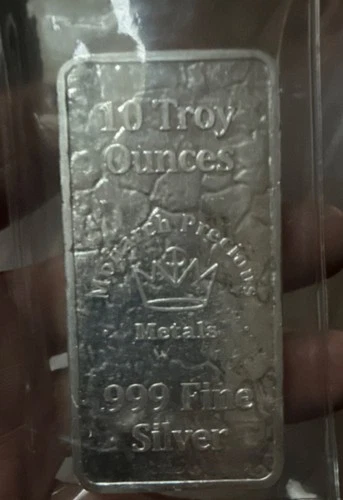 10 Troy
Ounces
Monarch Precious
Metals
.999 Fine
Silver